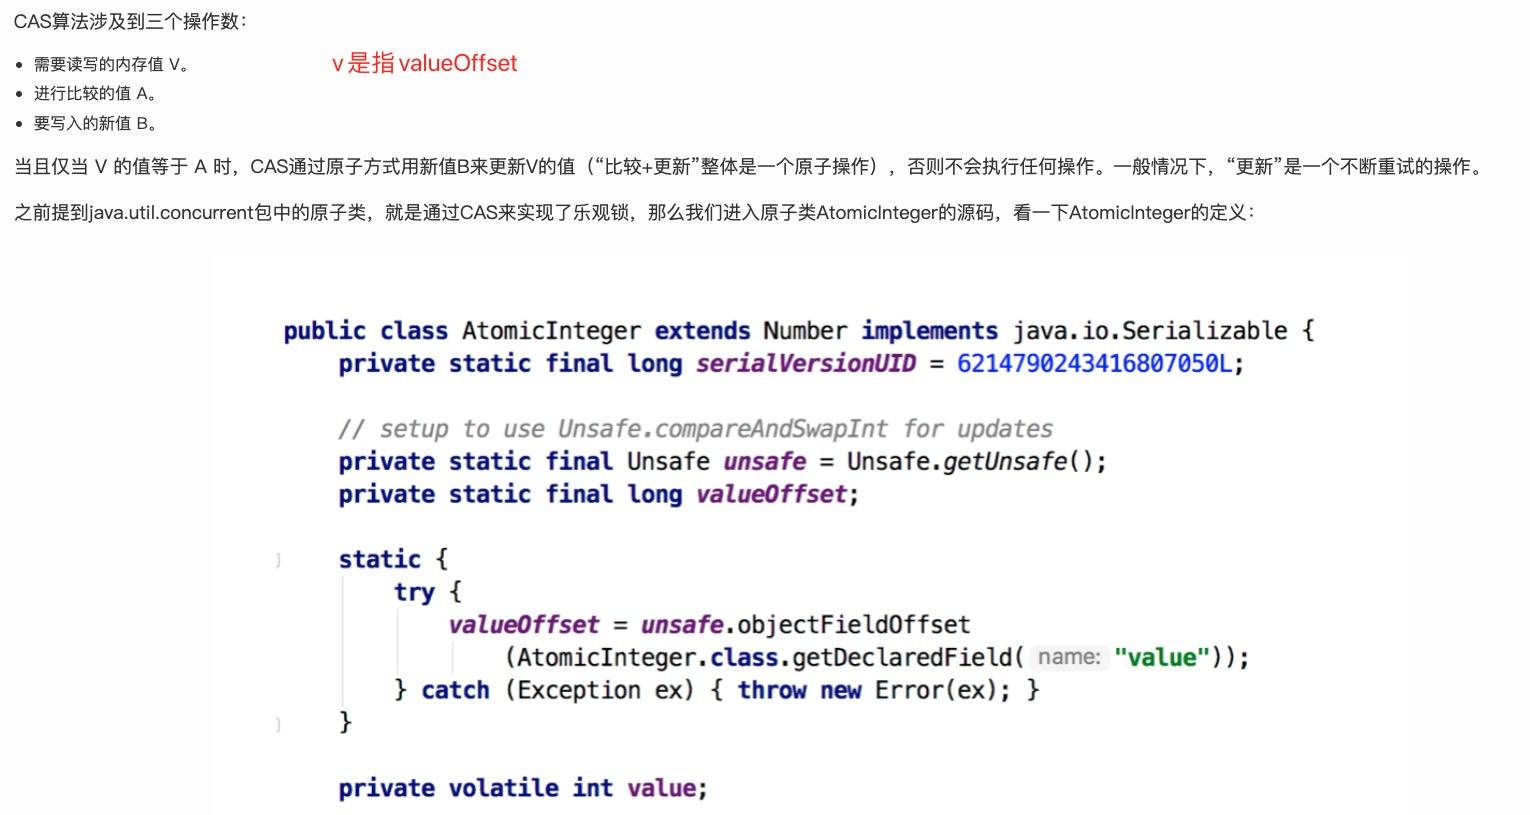 CAS算法涉及到三个操作数：
• 需要读写的内存值 V。 v是指valueOffset
• 进行比较的值 A。
• 要写入的新值 B。
当且仅当 V 的值等于 A 时，CAS通过原子方式用新值B来更新V的值（“比较+更新”整体是一个原子操作），否则不会执行任何操作。一般情况下，“更新”是一个不断重试的操作。
之前提到java.util.concurrent包中的原子类，就是通过CAS来实现了乐观锁，那么我们进入原子类AtomicInteger的源码，看一下AtomicInteger的定义：
public class AtomicInteger extends Number implements java.io.Serializable {
private static final long serialVersionUID = 6214790243416807050L;
// setup to use Unsafe.compareAndSwapInt for updates
private static final Unsafe unsafe = Unsafe.getUnsafe();
private static final long valueOffset;
static {
try {
valueOffset = unsafe.objectFieldOffset
(AtomicInteger.class.getDeclaredField( name: "value"));
} catch (Exception ex) { throw new Error(ex); }
}
private volatile int value;